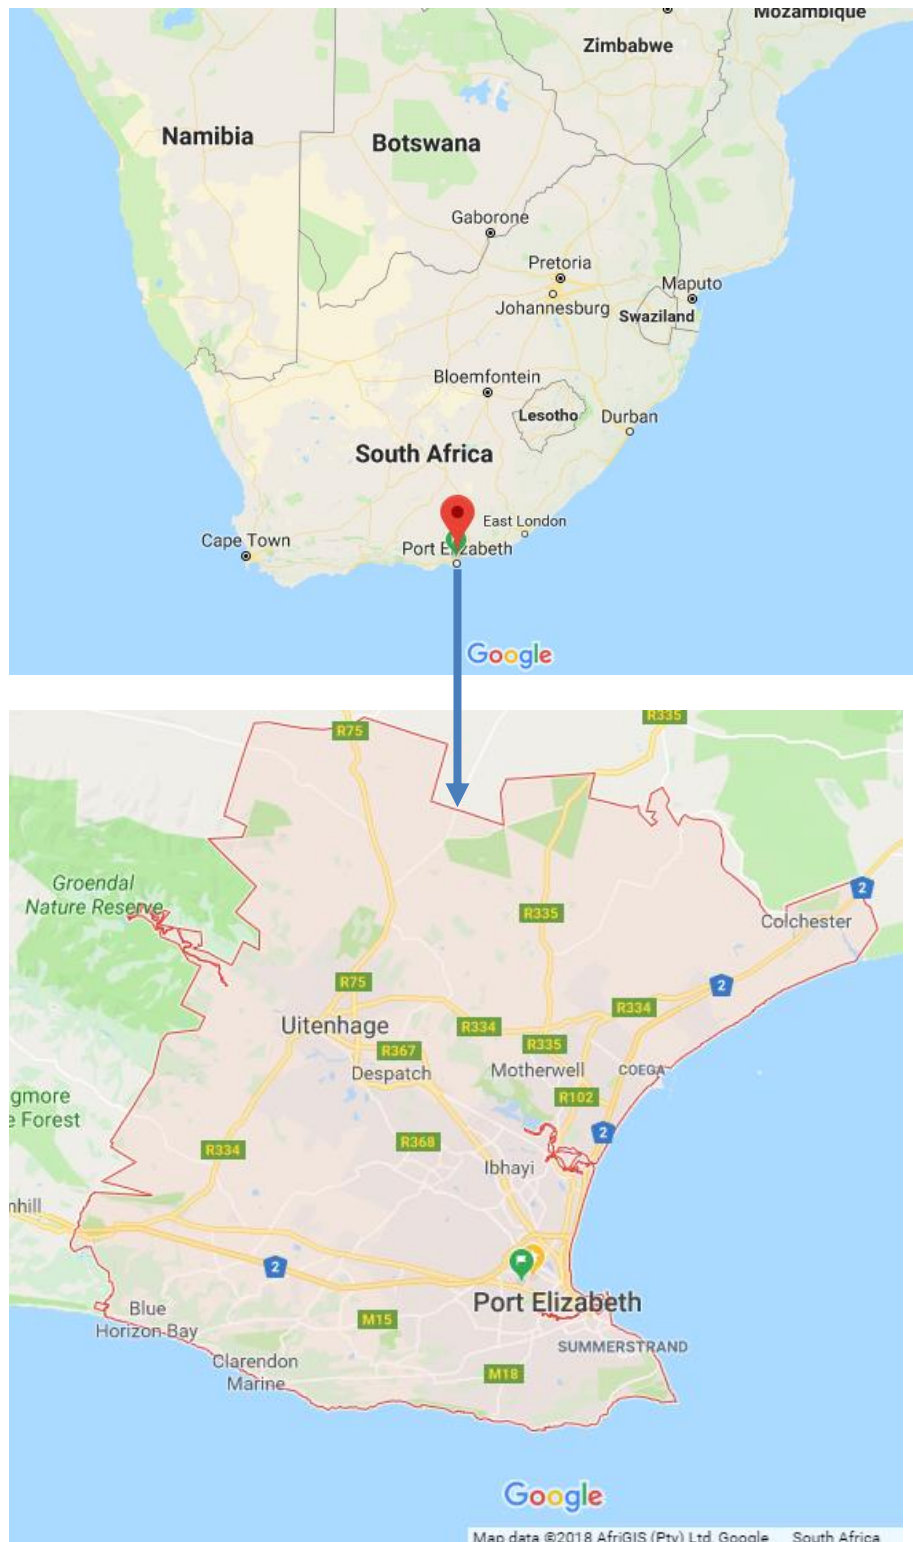 Mozambique
Zimbabwe
Namibia
Botswana
Gaborone
Pretoria
Maputo
Johannesburg
Swaziland
Bloemfontein
Lesotho
Durban
South Africa
East London
Cape Town
Port Elizabeth
Google
R75
R335
Groendal
Nature Reserve
2
R335
Colchester
R75
2
R334
Uitenhage
R334
R335
R367
Despatch
Motherwell
COEGA
gmore
e Forest
R102
2
R368
R334
Ibhayi
nhill
2
Port Elizabeth
Blue
Horizon Bay
M15
SUMMERSTRAND
Clarendon
Marine
M18
Google
Map data ©2018 AfriGIS (Pty) Ltd, Google South Africa